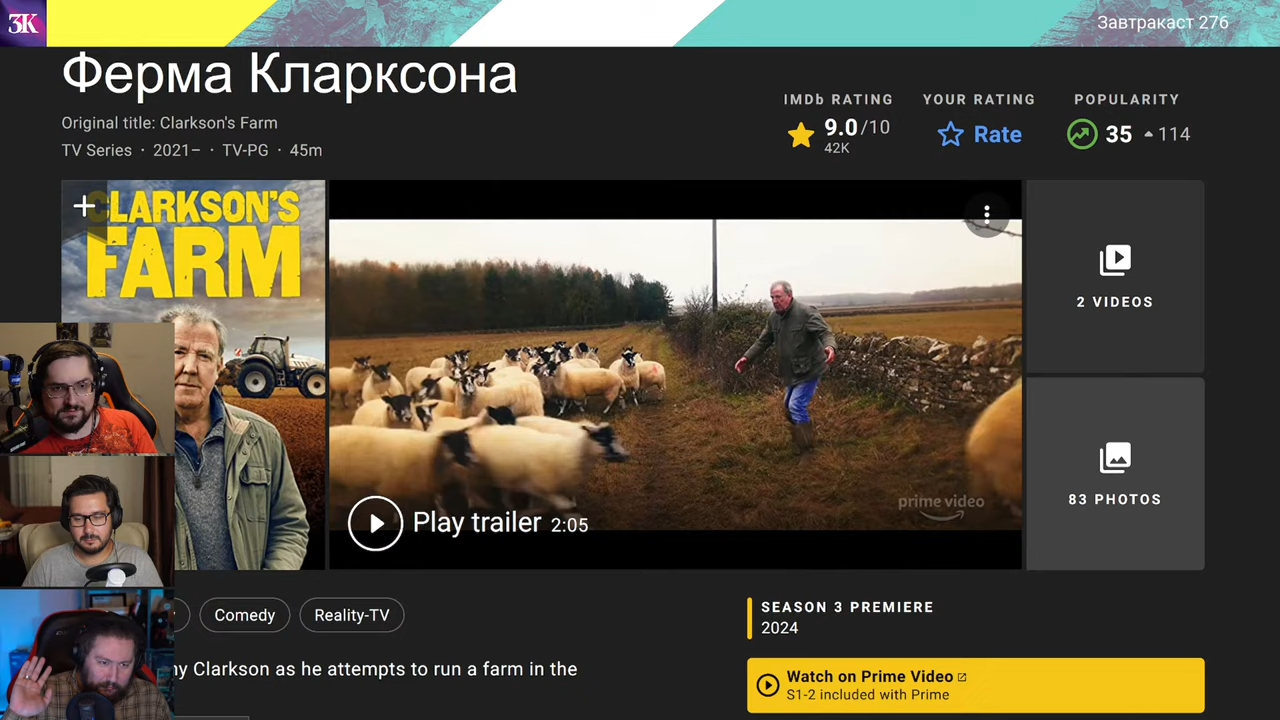 ЗК
Завтракаст 276
Ферма Кларксона
Original title: Clarkson's Farm
TV Series · 2021– · TV-PG · 45m
IMDb RATING
9.0/10
42K
YOUR RATING
Rate
POPULARITY
35
114
CLARKSON'S
FARM
prime video
Play trailer 2:05
2 VIDEOS
83 PHOTOS
Comedy
Reality-TV
Clarkson as he attempts to run a farm in the
SEASON 3 PREMIERE
2024
Watch on Prime Video
S1-2 included with Prime